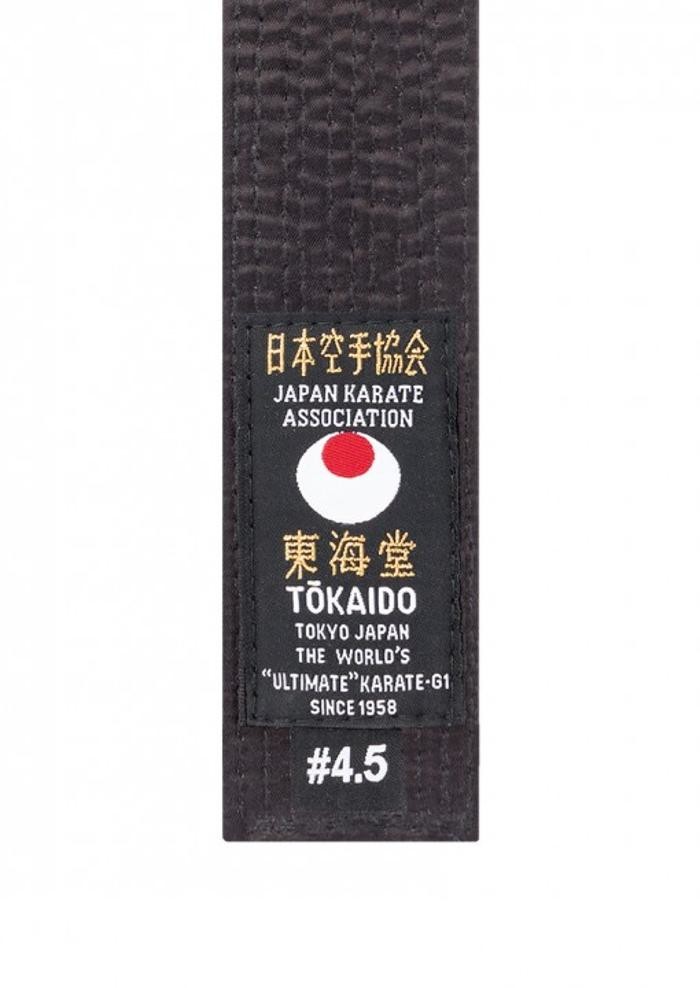 日本空手協会
JAPAN KARATE
ASSOCIATION
東海堂
TŌKAIDO
TOKYO JAPAN
THE WORLD'S
"ULTIMATE" KARATE-GI
SINCE 1958
#4.5